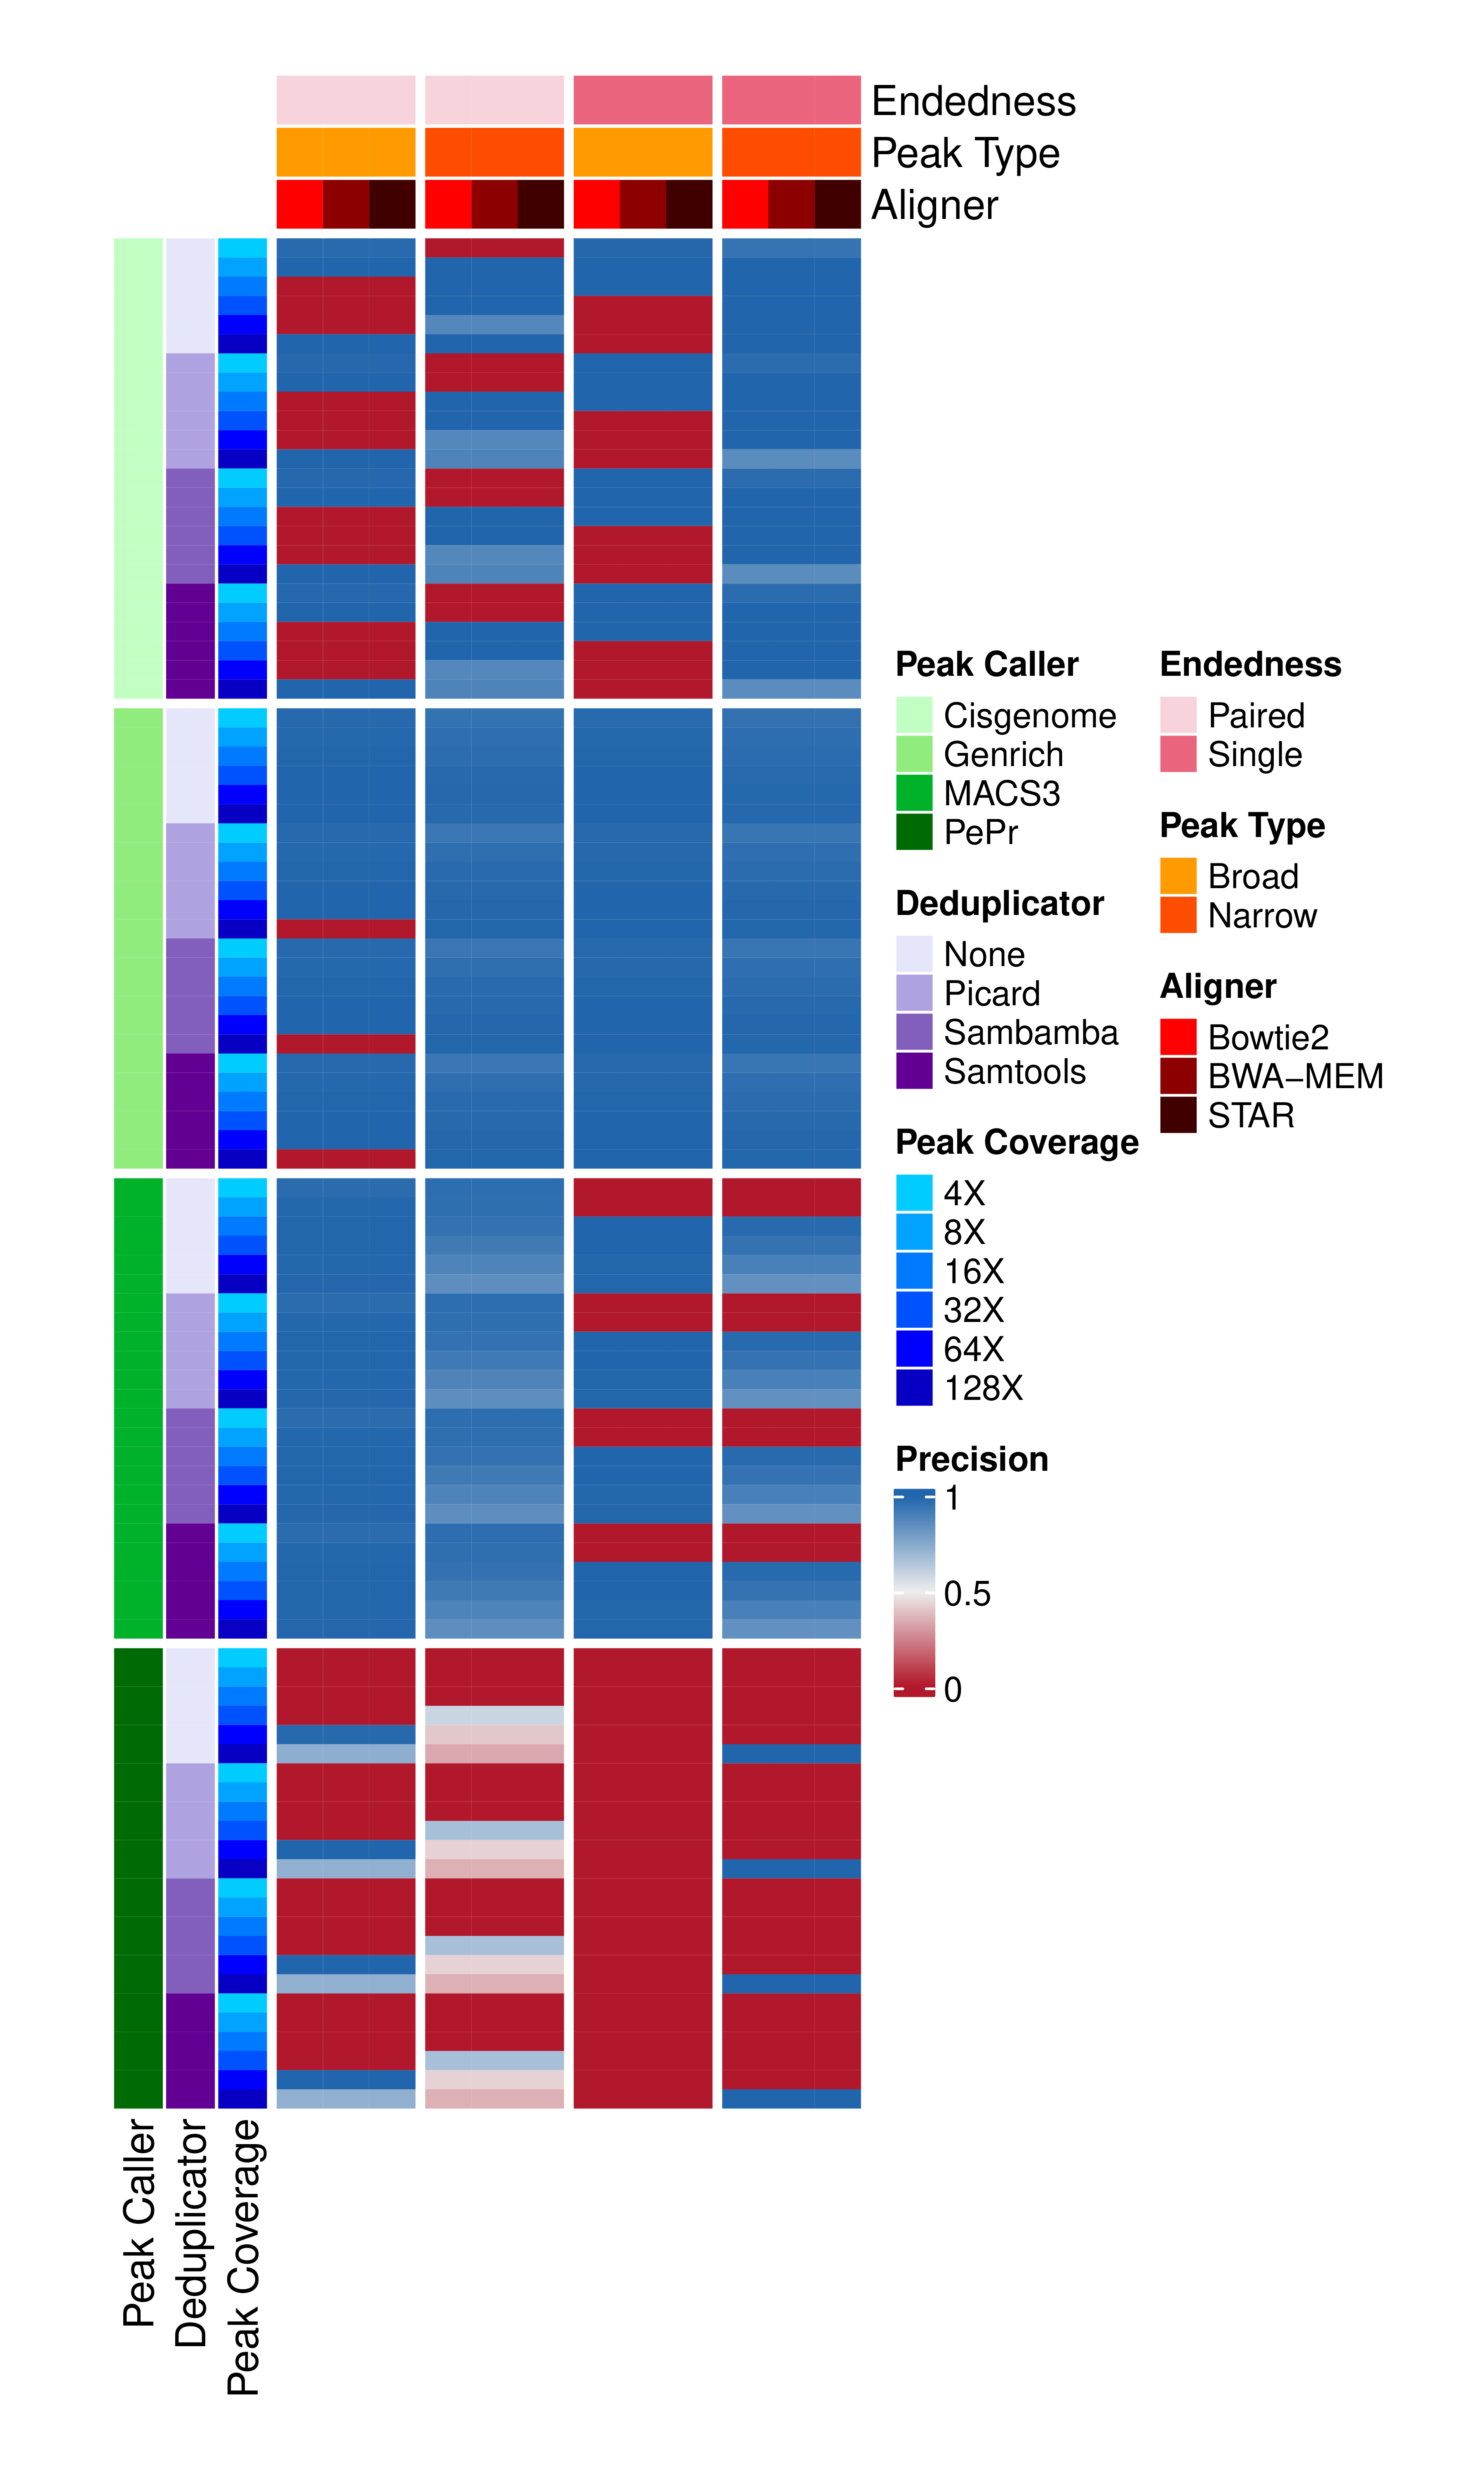 Endedness
Peak Type
Aligner
Peak Caller
Cisgenome
Genrich
MACS3
PePr
Deduplicator
None
Picard
Sambamba
Samtools
Peak Coverage
4X
8X
16X
32X
64X
128X
Precision
1
0.5
0
Endedness
Paired
Single
Peak Type
Broad
Narrow
Aligner
Bowtie2
BWA−MEM
STAR
Peak Caller
Deduplicator
Peak Coverage